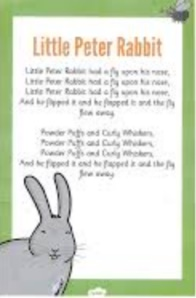 Little Peter Rabbit
Little Peter Rabbit had a fly upon his nose,
Little Peter Rabbit had a fly upon his nose,
Little Peter Rabbit had a fly upon his nose,
And he flapped it and he flapped it and the fly
flew away.
Powder Puffs and Curly Whiskers,
Powder Puffs and Curly Whiskers,
Powder Puffs and Curly Whiskers,
And he flapped it and he flapped it and the fly
flew away.